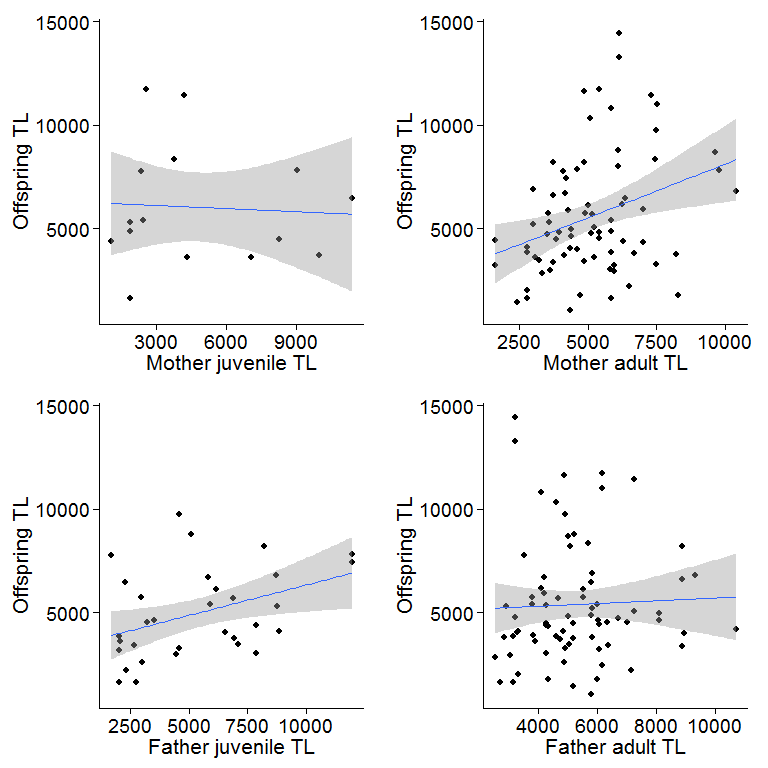 15000
10000
5000
Offspring TL
3000 6000 9000
Mother juvenile TL
15000
10000
5000
Offspring TL
2500 5000 7500 10000
Mother adult TL
15000
10000
5000
Offspring TL
2500 5000 7500 10000
Father juvenile TL
15000
10000
5000
Offspring TL
4000 6000 8000 10000
Father adult TL